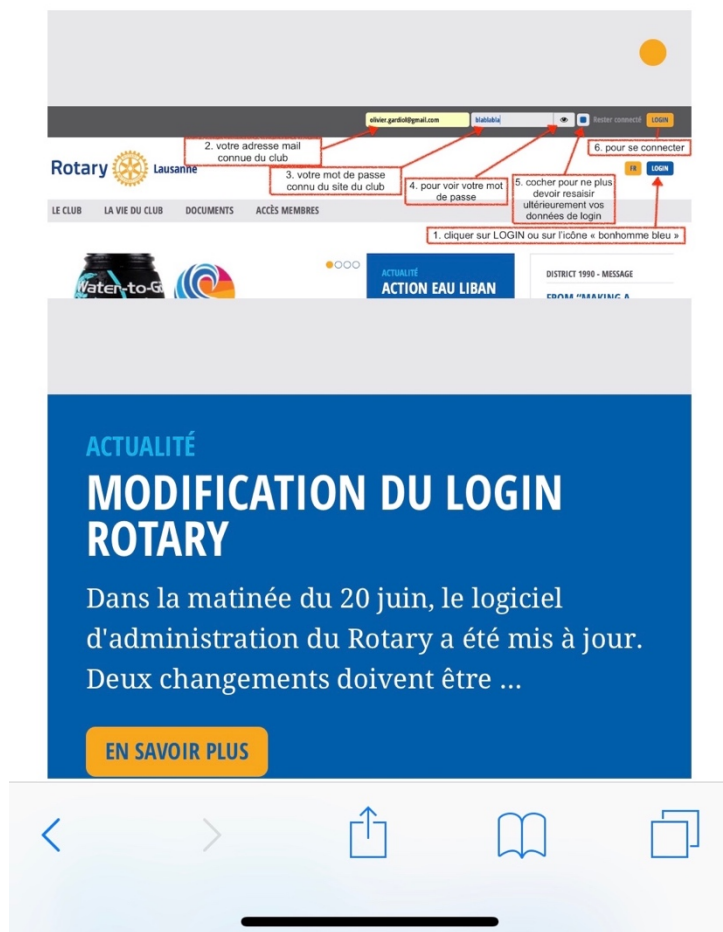 olivier.gardiol@gmail.com blablabla Rester connecté LOGIN
2. votre adresse mail
connue du club
6. pour se connecter
Rotary Lausanne
3. votre mot de passe
connu du site du club
4. pour voir votre mot
de passe
5. cocher pour ne plus
devoir resaisir
ultérieurement vos
données de login
FR LOGIN
LE CLUB LA VIE DU CLUB DOCUMENTS ACCÈS MEMBRES
1. cliquer sur LOGIN ou sur l'icône « bonhomme bleu »
Water-to-Go
ACTUALITÉ
ACTION EAU LIBAN
DISTRICT 1990 - MESSAGE
FROM "MAKING A
ACTUALITÉ
MODIFICATION DU LOGIN
ROTARY
Dans la matinée du 20 juin, le logiciel
d'administration du Rotary a été mis à jour.
Deux changements doivent être ...
EN SAVOIR PLUS